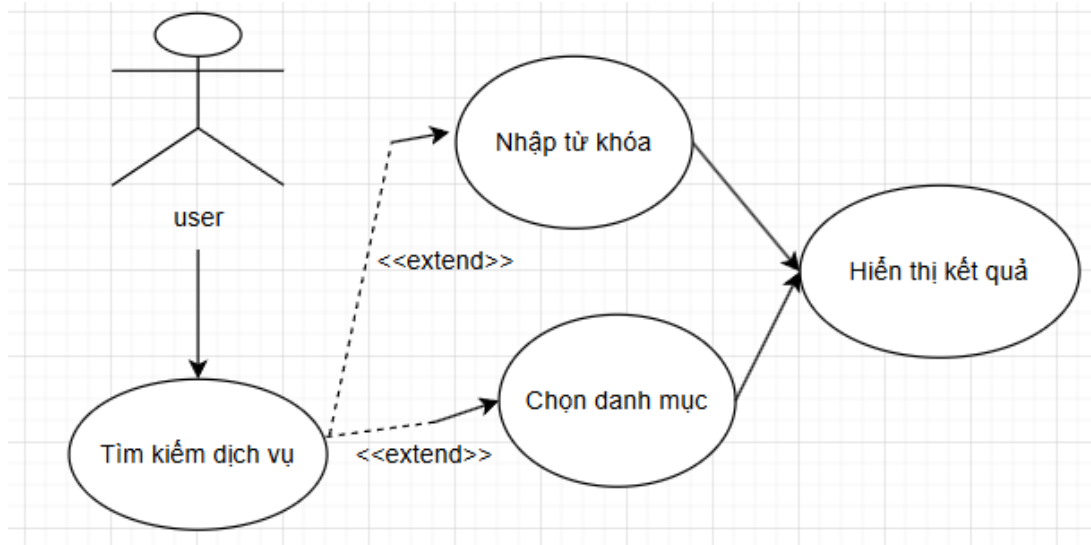 Nhập từ khóa
user
<<extend>>
Hiển thị kết quả
Chọn danh mục
Tìm kiếm dịch vụ
<<extend>>